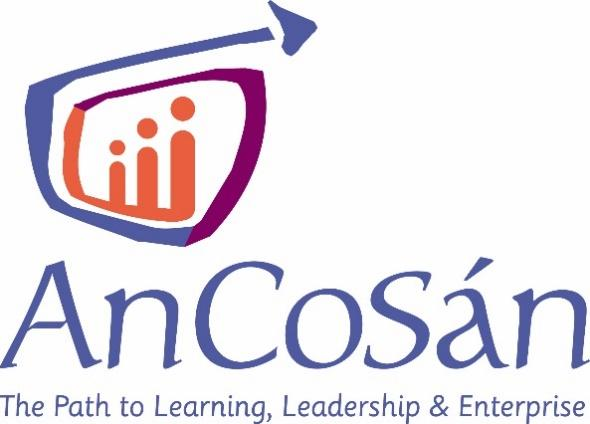 AnCoSán
The Path to Learning, Leadership & Enterprise